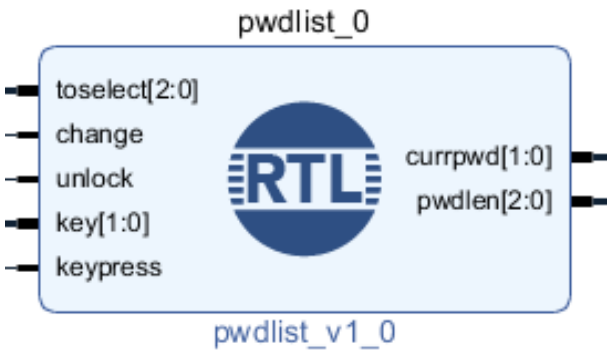 pwdlist_0
toselect[2:0]
change
unlock
key[1:0]
keypress
RTL
currpwd[1:0]
pwdlen[2:0]
pwdlist_v1_0